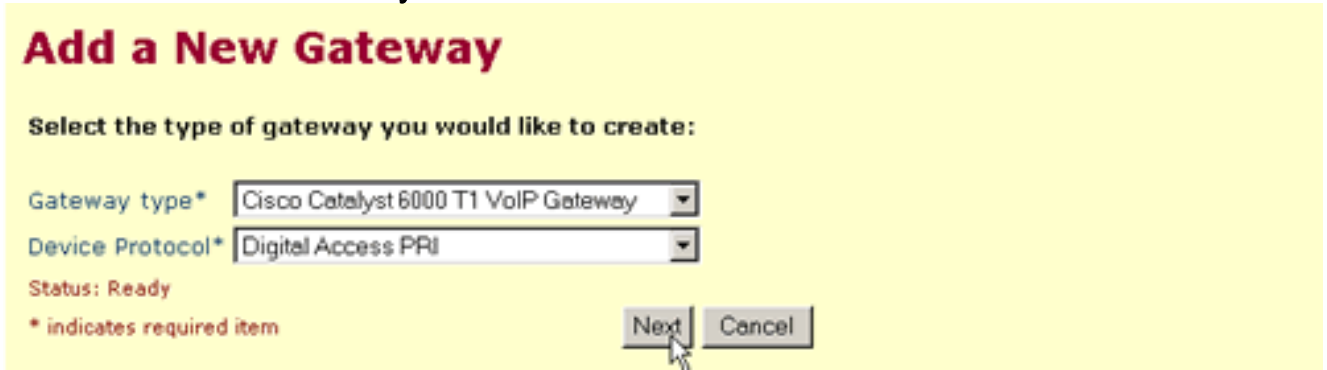 Add a New Gateway
Select the type of gateway you would like to create:
Gateway type* Cisco Catalyst 6000 T1 VoIP Gateway
Device Protocol* Digital Access PRI
Status: Ready
* indicates required item Next Cancel